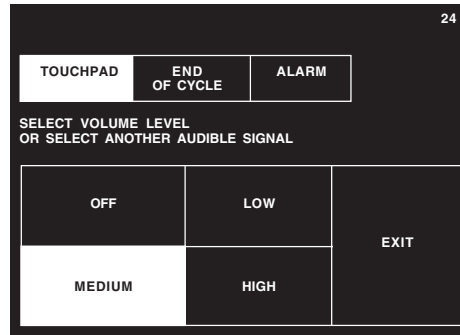 24
TOUCHPAD
END
OF CYCLE
ALARM
SELECT VOLUME LEVEL
OR SELECT ANOTHER AUDIBLE SIGNAL
OFF
LOW
EXIT
MEDIUM
HIGH